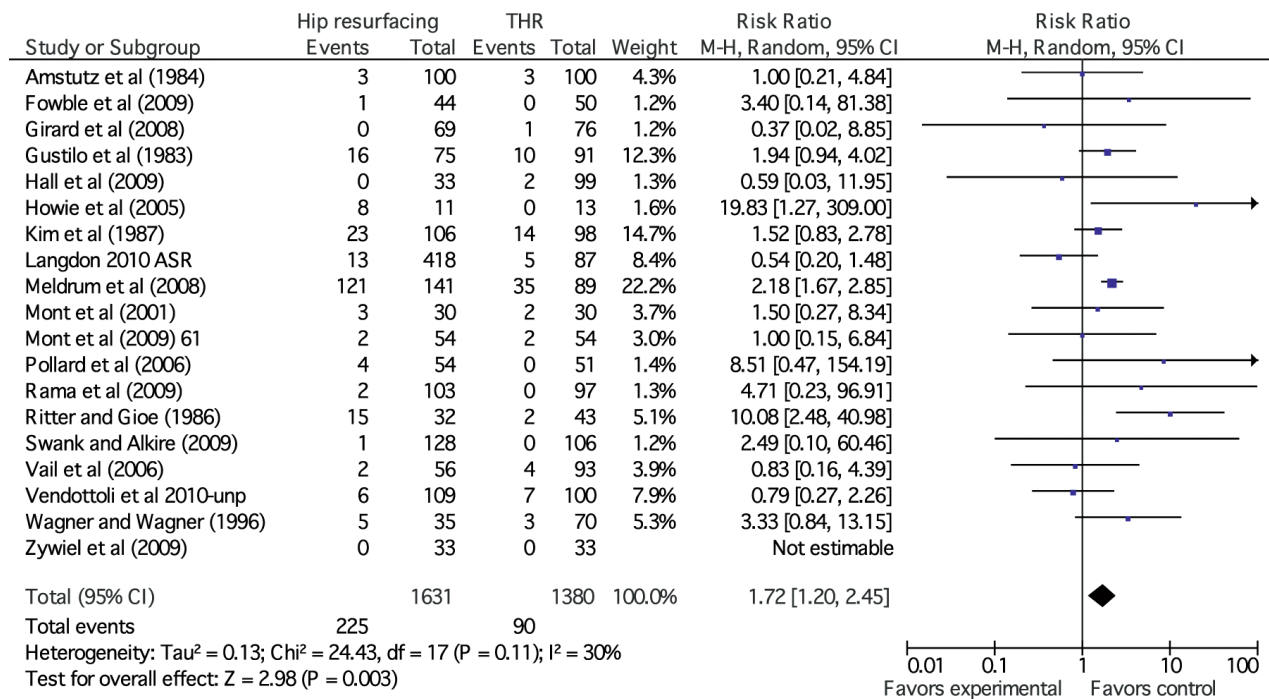 Hip resurfacing THR Risk Ratio Risk Ratio
Study or Subgroup Events Total Events Total Weight M-H, Random, 95% CI M-H, Random, 95% CI
Amstutz et al (1984) 3 100 3 100 4.3% 1.00 [0.21, 4.84]
Fowble et al (2009) 1 44 0 50 1.2% 3.40 [0.14, 81.38]
Girard et al (2008) 0 69 1 76 1.2% 0.37 [0.02, 8.85]
Gustilo et al (1983) 16 75 10 91 12.3% 1.94 [0.94, 4.02]
Hall et al (2009) 0 33 2 99 1.3% 0.59 [0.03, 11.95]
Howie et al (2005) 8 11 0 13 1.6% 19.83 [1.27, 309.00]
Kim et al (1987) 23 106 14 98 14.7% 1.52 [0.83, 2.78]
Langdon 2010 ASR 13 418 5 87 8.4% 0.54 [0.20, 1.48]
Meldrum et al (2008) 121 141 35 89 22.2% 2.18 [1.67, 2.85]
Mont et al (2001) 3 30 2 30 3.7% 1.50 [0.27, 8.34]
Mont et al (2009) 61 2 54 2 54 3.0% 1.00 [0.15, 6.84]
Pollard et al (2006) 4 54 0 51 1.4% 8.51 [0.47, 154.19]
Rama et al (2009) 2 103 0 97 1.3% 4.71 [0.23, 96.91]
Ritter and Gioe (1986) 15 32 2 43 5.1% 10.08 [2.48, 40.98]
Swank and Alkire (2009) 1 128 0 106 1.2% 2.49 [0.10, 60.46]
Vail et al (2006) 2 56 4 93 3.9% 0.83 [0.16, 4.39]
Vendottoli et al 2010-unp 6 109 7 100 7.9% 0.79 [0.27, 2.26]
Wagner and Wagner (1996) 5 35 3 70 5.3% 3.33 [0.84, 13.15]
Zywiel et al (2009) 0 33 0 33 Not estimable
Total (95% CI) 1631 1380 100.0% 1.72 [1.20, 2.45]
Total events 225 90
Heterogeneity: Tau² = 0.13; Chi² = 24.43, df = 17 (P = 0.11); I² = 30%
Test for overall effect: Z = 2.98 (P = 0.003)
0.01 0.1 1 10 100
Favors experimental Favors control